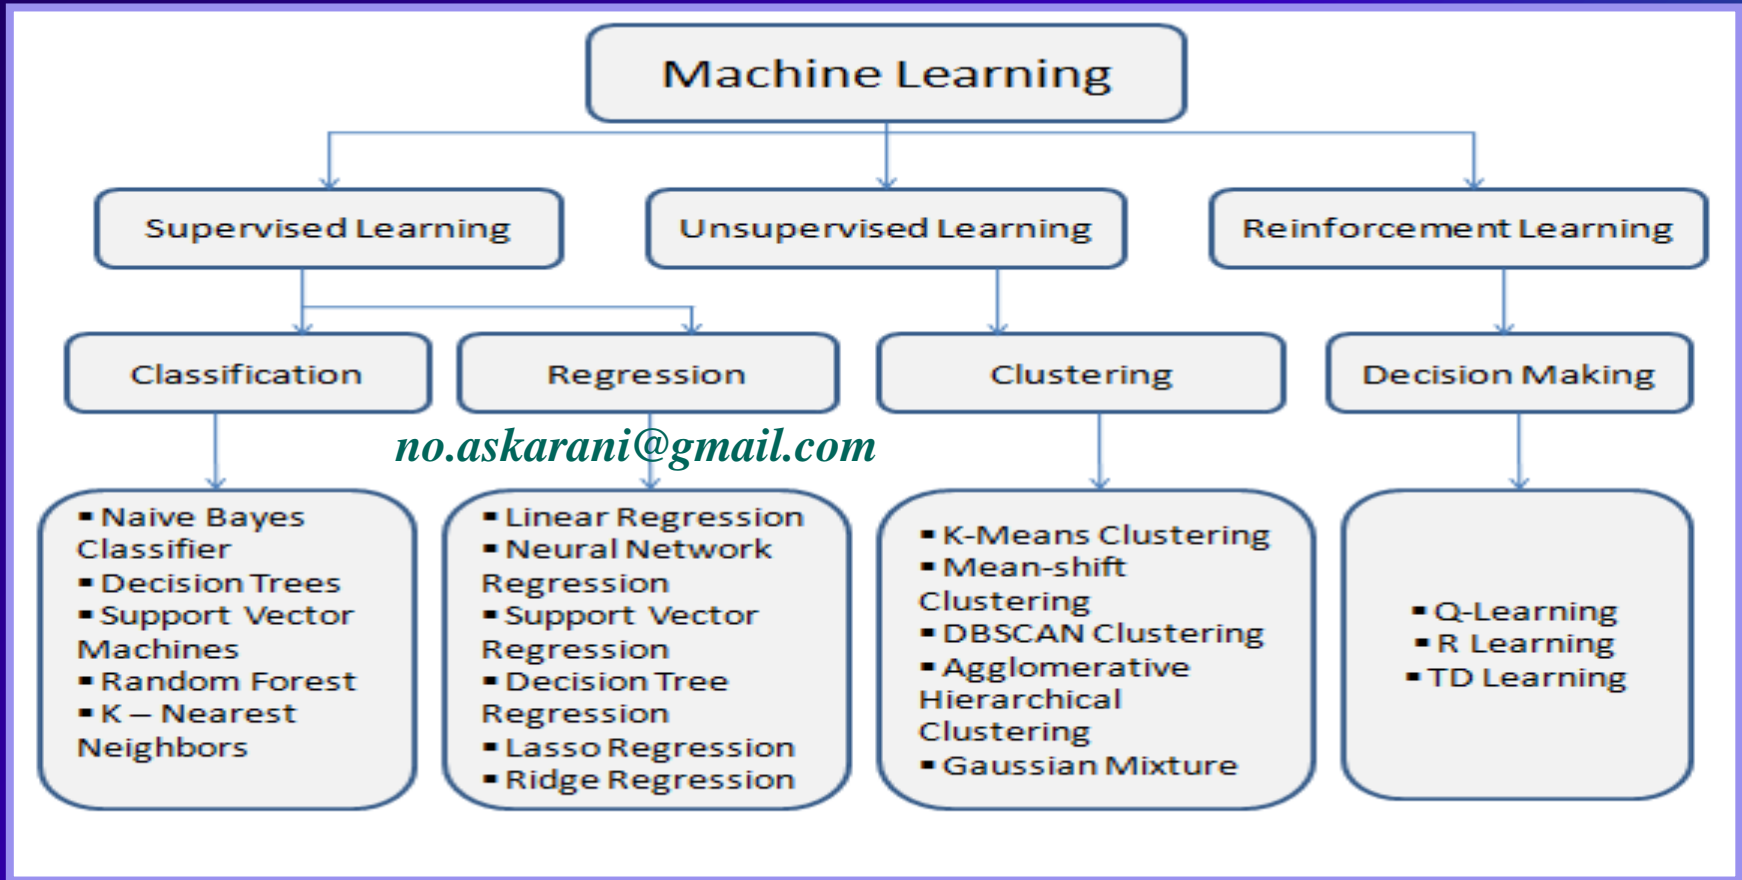 Machine Learning
Supervised Learning
Unsupervised Learning
Reinforcement Learning
Classification
Regression
Clustering
Decision Making
no.askarani@gmail.com
▪ Naive Bayes
Classifier
▪ Decision Trees
▪ Support Vector
Machines
▪ Random Forest
▪ K – Nearest
Neighbors
▪ Linear Regression
▪ Neural Network
Regression
▪ Support Vector
Regression
▪ Decision Tree
Regression
▪ Lasso Regression
▪ Ridge Regression
▪ K-Means Clustering
▪ Mean-shift
Clustering
▪ DBSCAN Clustering
▪ Agglomerative
Hierarchical
Clustering
▪ Gaussian Mixture
▪ Q-Learning
▪ R Learning
▪ TD Learning